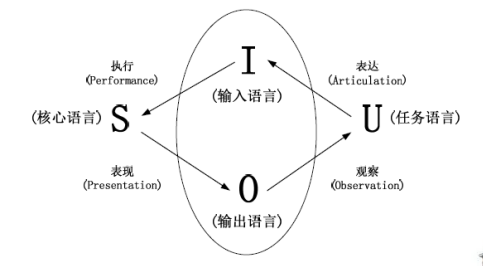 I
(输入语言)
执行
(Performance)
表达
(Articulation)
(核心语言) S
U (任务语言)
表现
(Presentation)
O
(输出语言)
观察
(Observation)